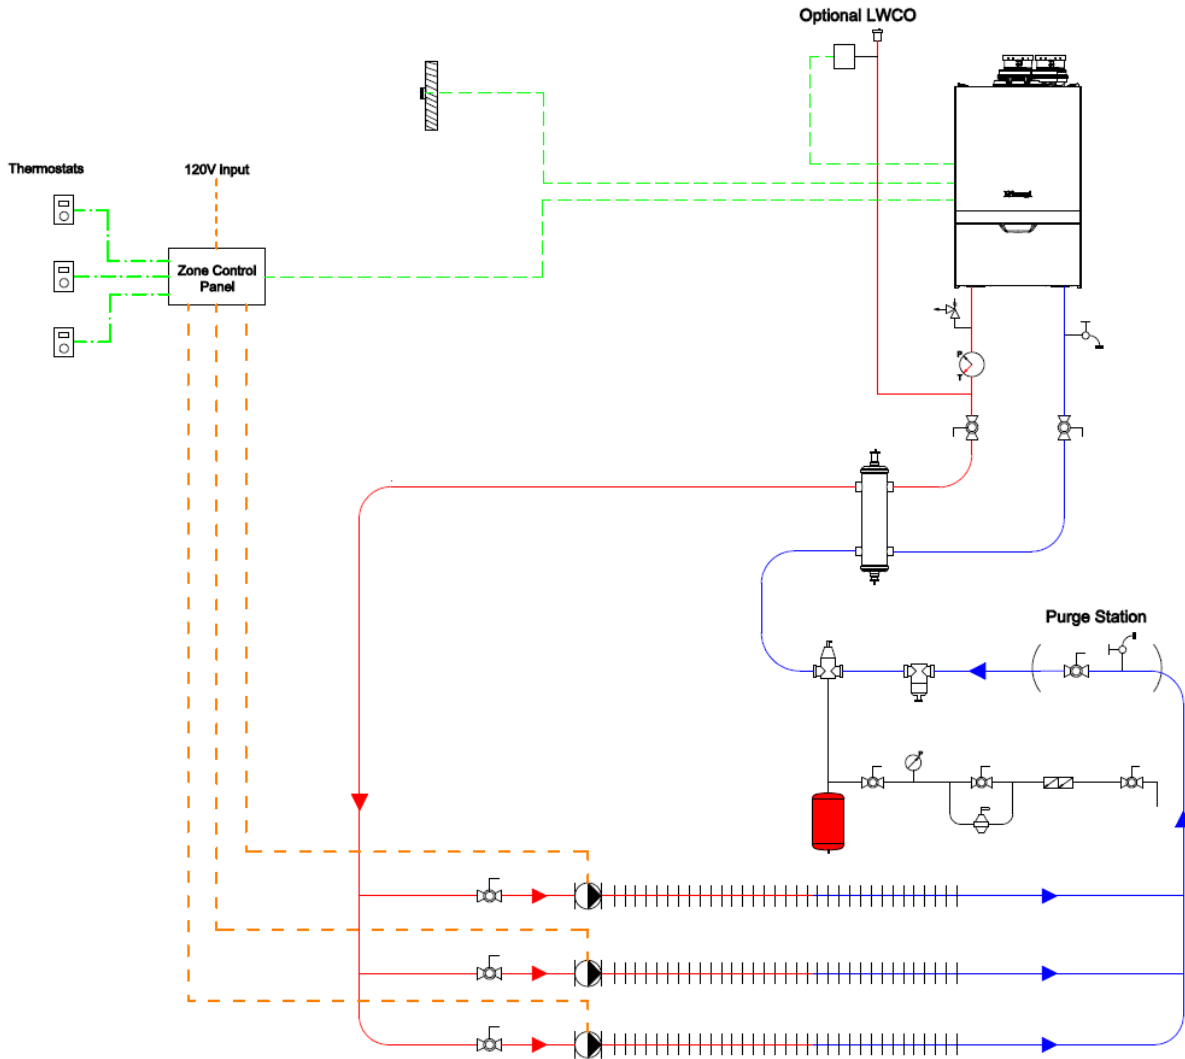 Optional LWCO
Thermostats
120V Input
Zone Control
Panel
P
T
Purge Station
P